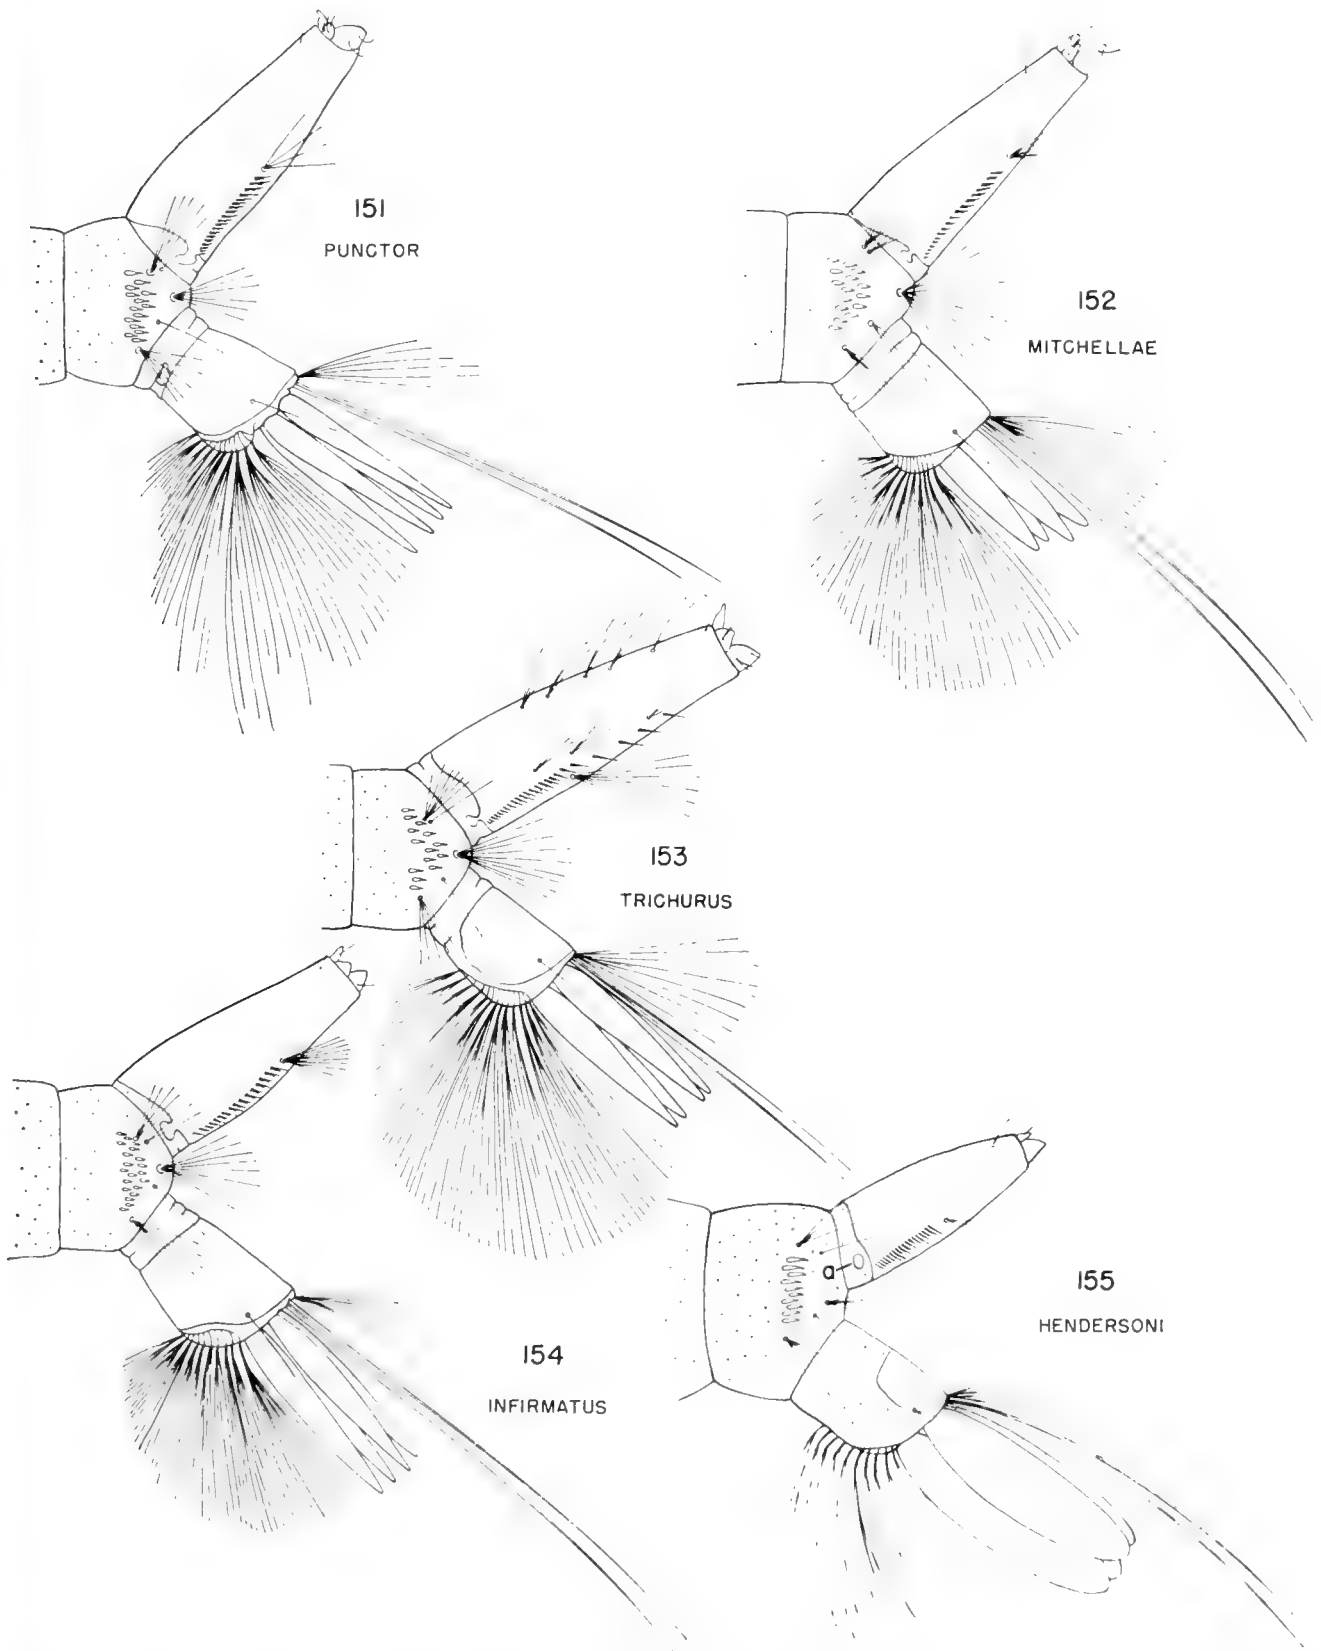 151
PUNCTOR
152
MITCHELLAE
153
TRICHURUS
154
INFIRMATUS
a
155
HENDERSONI